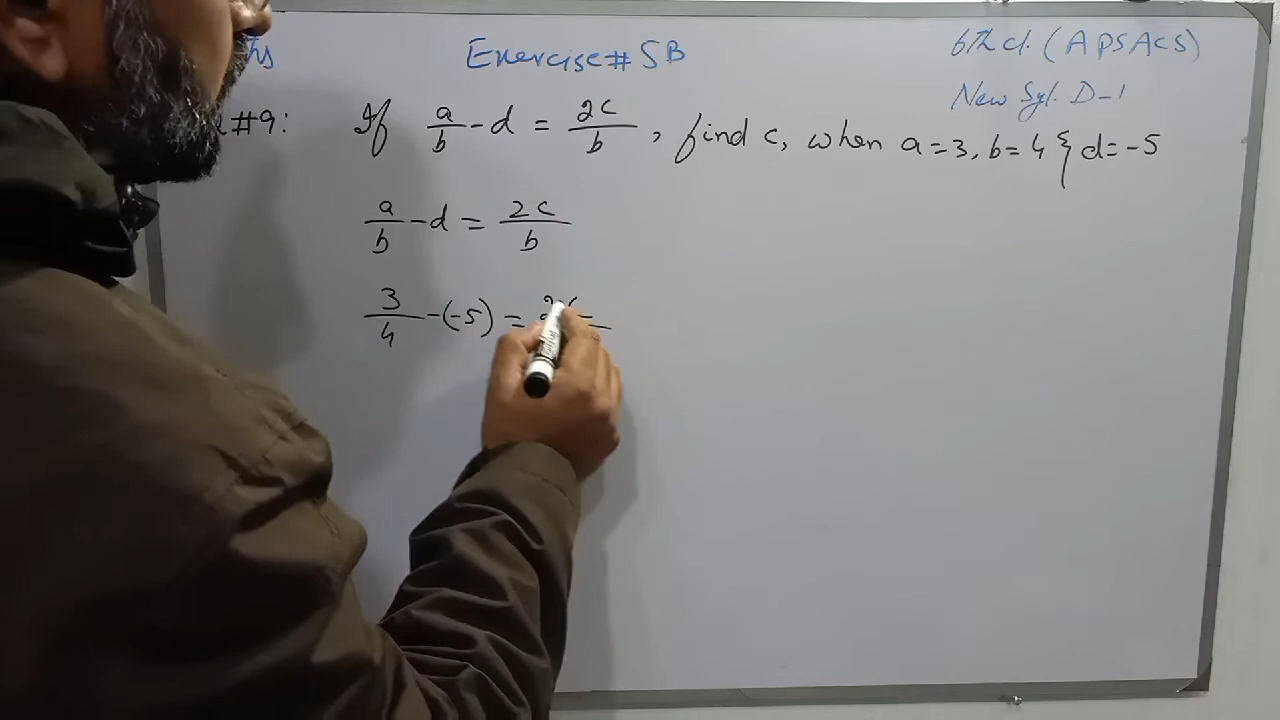 Exercise# 5B
6th cl. (APSACS)
New Syl. D-1
#9: If a/b - d = 2c/b, find c, when a=3, b=4 } d=-5
a/b - d = 2c/b
3/4 - (-5) =